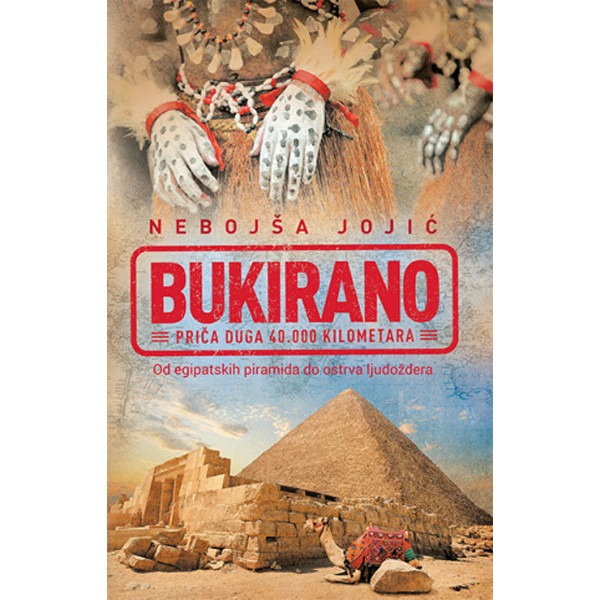 NEBOJŠA JOJIĆ
BUKIRANO
PRIČA DUGA 40.000 KILOMETARA
Od egipatskih piramida do ostrva ljudoždera